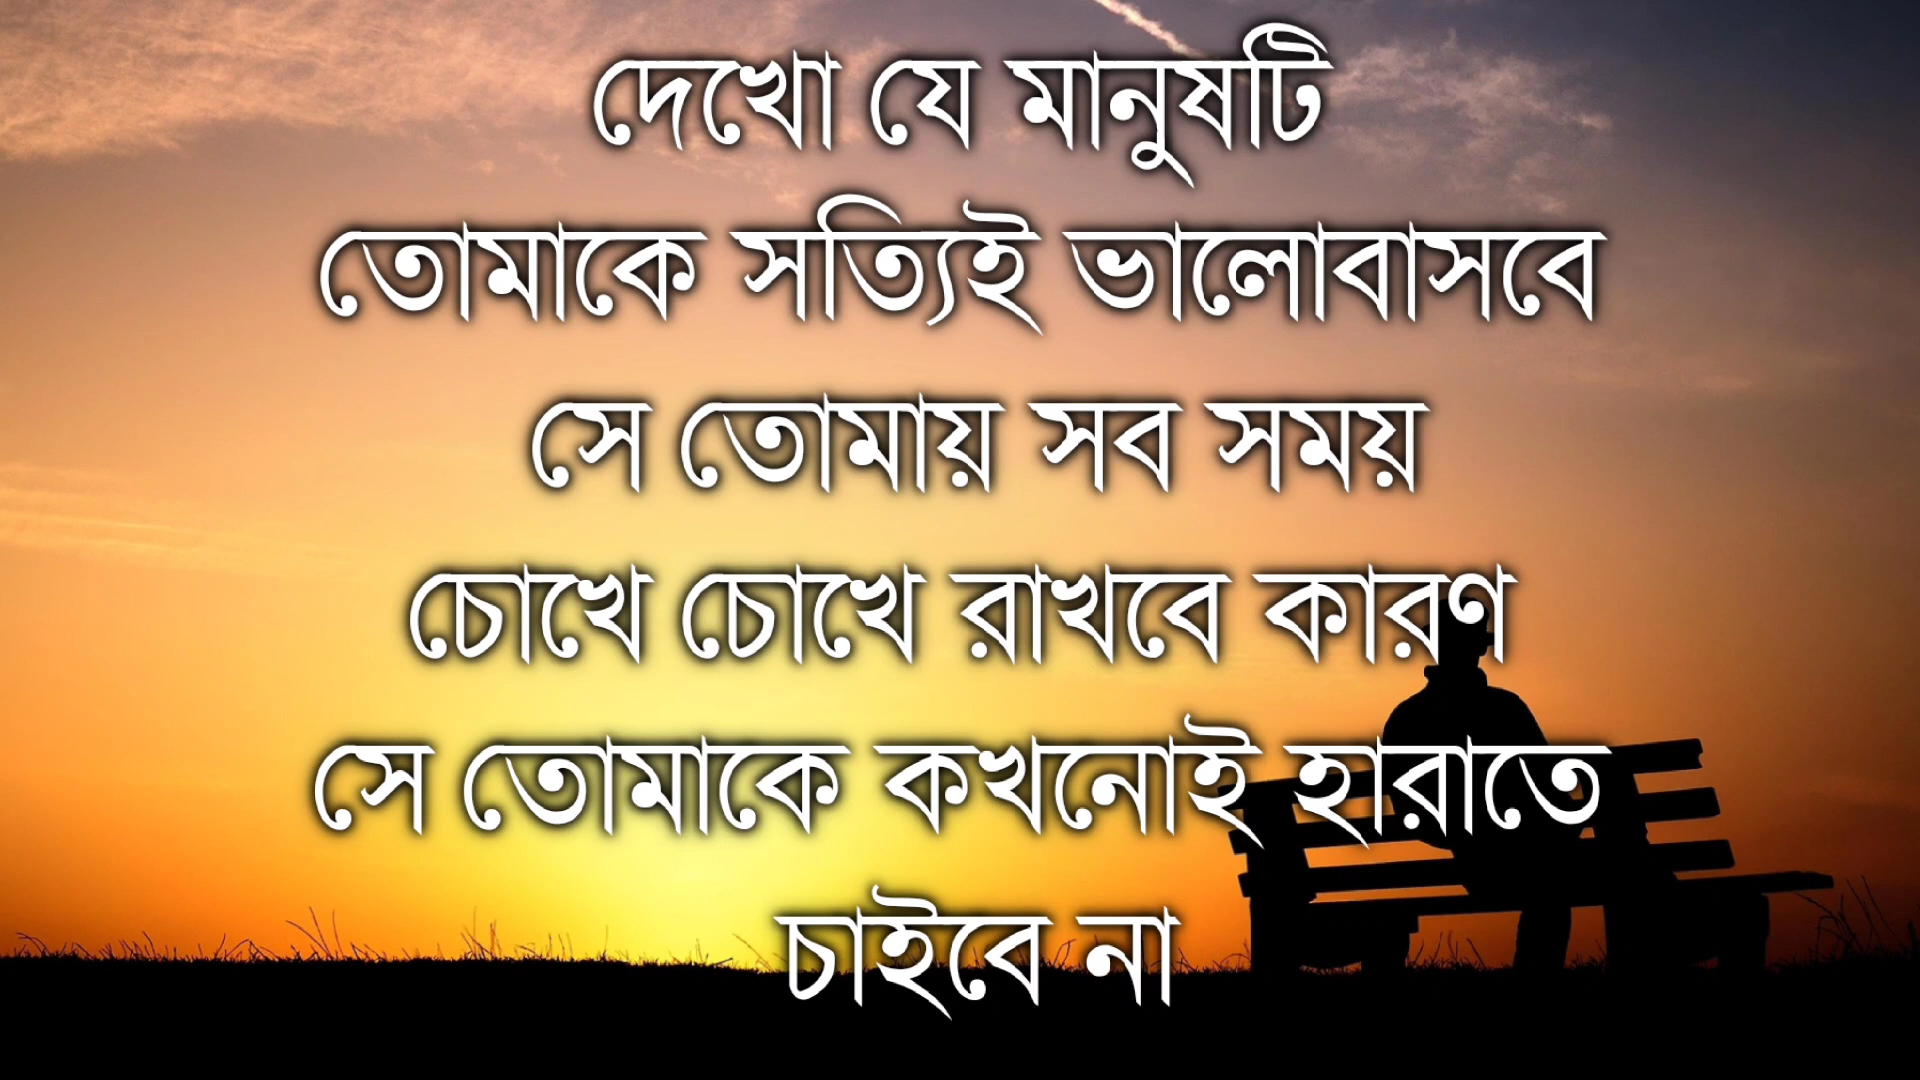 দেখো যে মানুষটি
তোমাকে সত্যিই ভালোবাসবে
সে তোমায় সব সময়
চোখে চোখে রাখবে কারণ
সে তোমাকে কখনোই হারাতে
চাইবে না